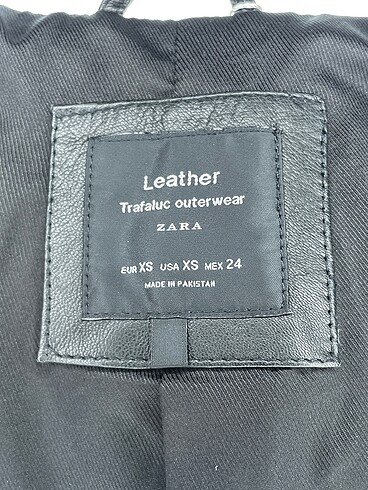 Leather
Trafaluc outerwear
ZARA
EUR XS USA XS MEX 24
MADE IN PAKISTAN